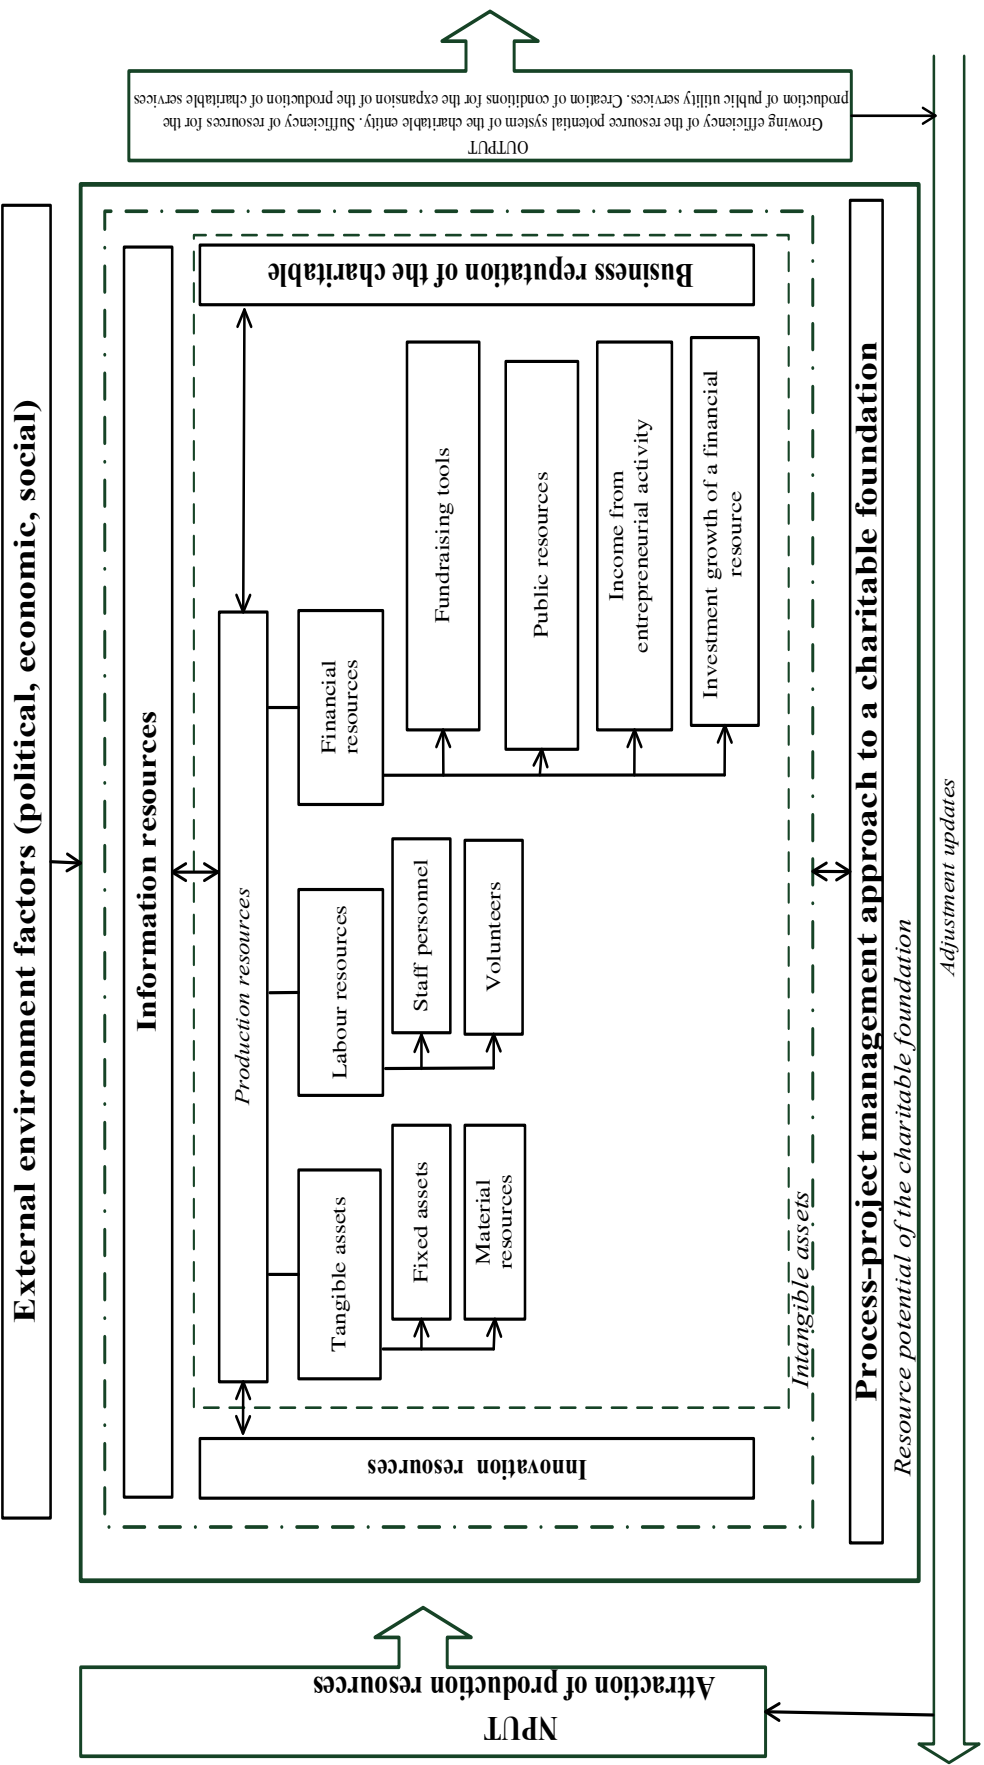 External environment factors (political, economic, social)
NPUT
Attraction of production resources
Information resources
Innovation resources
Production resources
Business reputation of the charitable
Tangible assets
Fixed assets
Material
resources
Labour resources
Staff personnel
Volunteers
Financial
resources
Fundraising tools
Public resources
Income from
entrepreneurial activity
Investment growth of a financial
resource
Intangible assets
Process-project management approach to a charitable foundation
Resource potential of the charitable foundation
OUTPUT
Growing efficiency of the resource potential system of the charitable entity. Sufficiency of resources for the
production of public utility services. Creation of conditions for the expansion of the production of charitable services
Adjustment updates